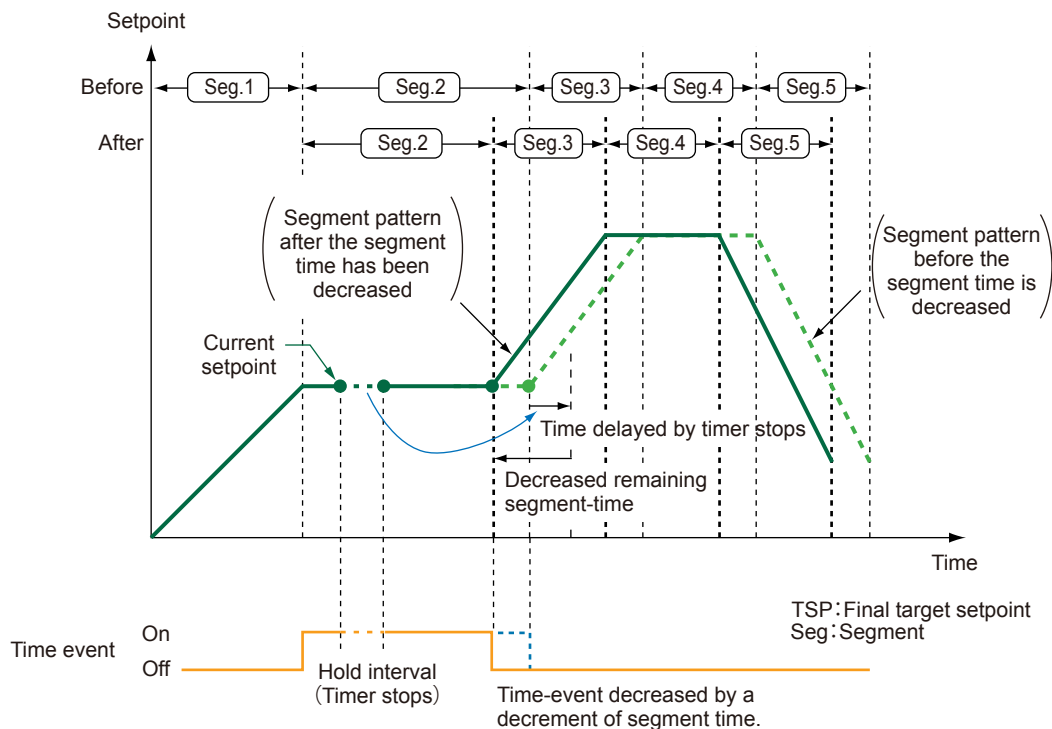 Setpoint
Before
Seg.1
Seg.2
Seg.3
Seg.4
Seg.5
After
Seg.2
Seg.3
Seg.4
Seg.5
Segment pattern
after the segment
time has been
decreased
Segment pattern
before the
segment time is
decreased
Current
setpoint
Time delayed by timer stops
Decreased remaining
segment-time
Time
TSP:Final target setpoint
Seg:Segment
Time event
On
Off
Hold interval
(Timer stops)
Time-event decreased by a
decrement of segment time.